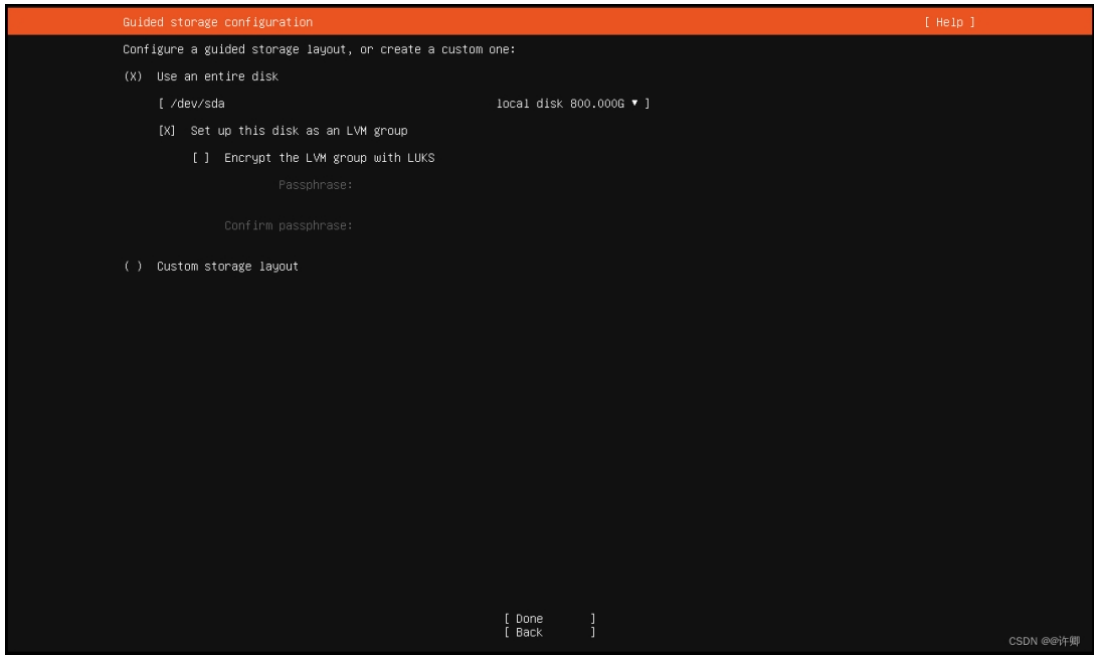 Guided storage configuration [ Help ]
Configure a guided storage layout, or create a custom one:
(X) Use an entire disk
[ /dev/sda local disk 800.000G ▼ ]
[X] Set up this disk as an LVM group
[ ] Encrypt the LVM group with LUKS
Passphrase:
Confirm passphrase:
( ) Custom storage layout
[ Done ]
[ Back ]
CSDN @@许卿